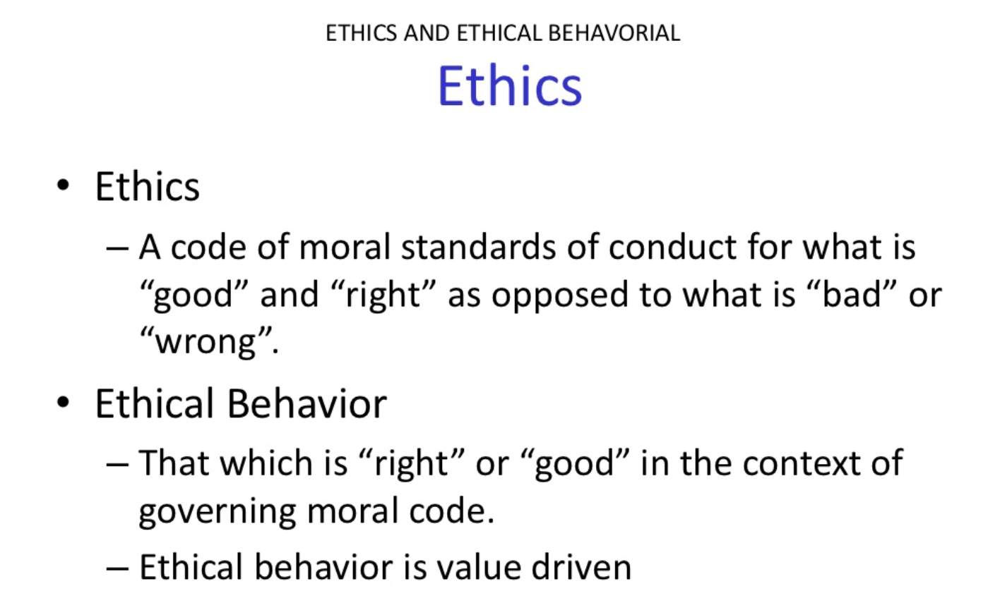 ETHICS AND ETHICAL BEHAVORIAL
Ethics
• Ethics
– A code of moral standards of conduct for what is
“good” and “right” as opposed to what is “bad” or
“wrong”.
• Ethical Behavior
– That which is “right” or “good” in the context of
governing moral code.
– Ethical behavior is value driven